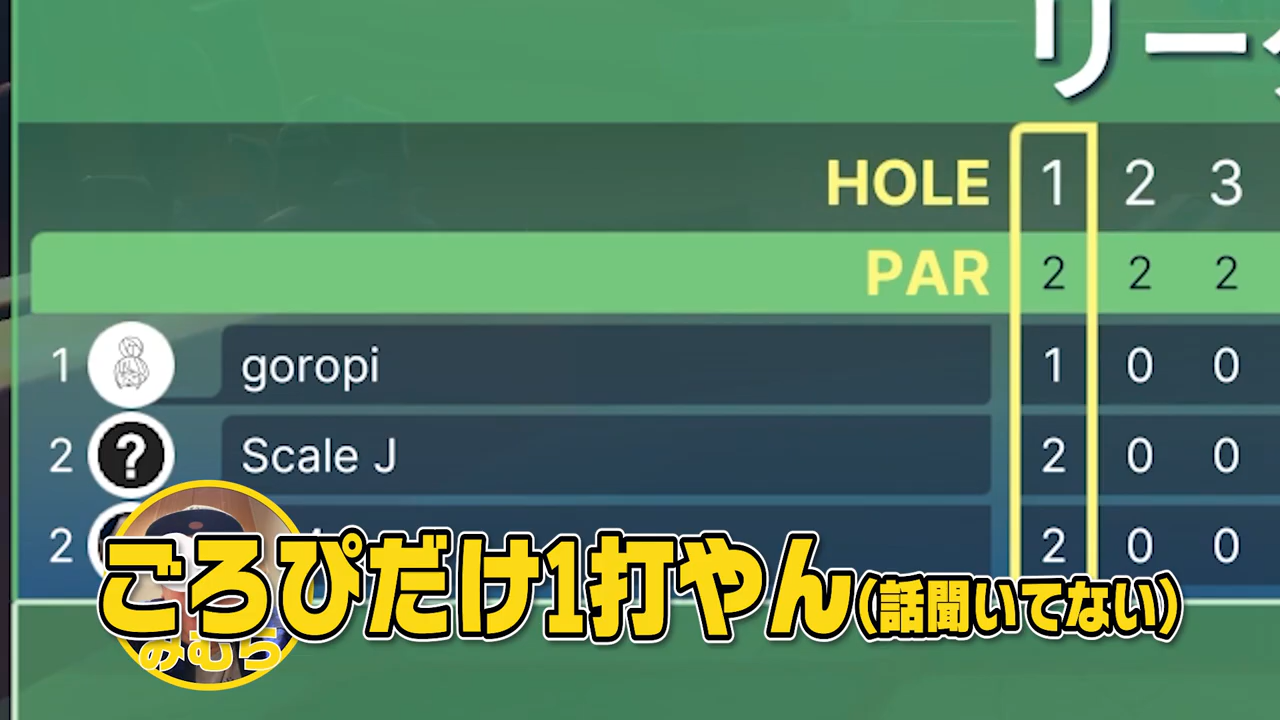 リー
HOLE 1 2 3
PAR 2 2 2
1 goropi 1 0 0
2 ? Scale J 2 0 0
2 2 0 0
ごろぴだけ1打やん(話聞いてない)
みむら